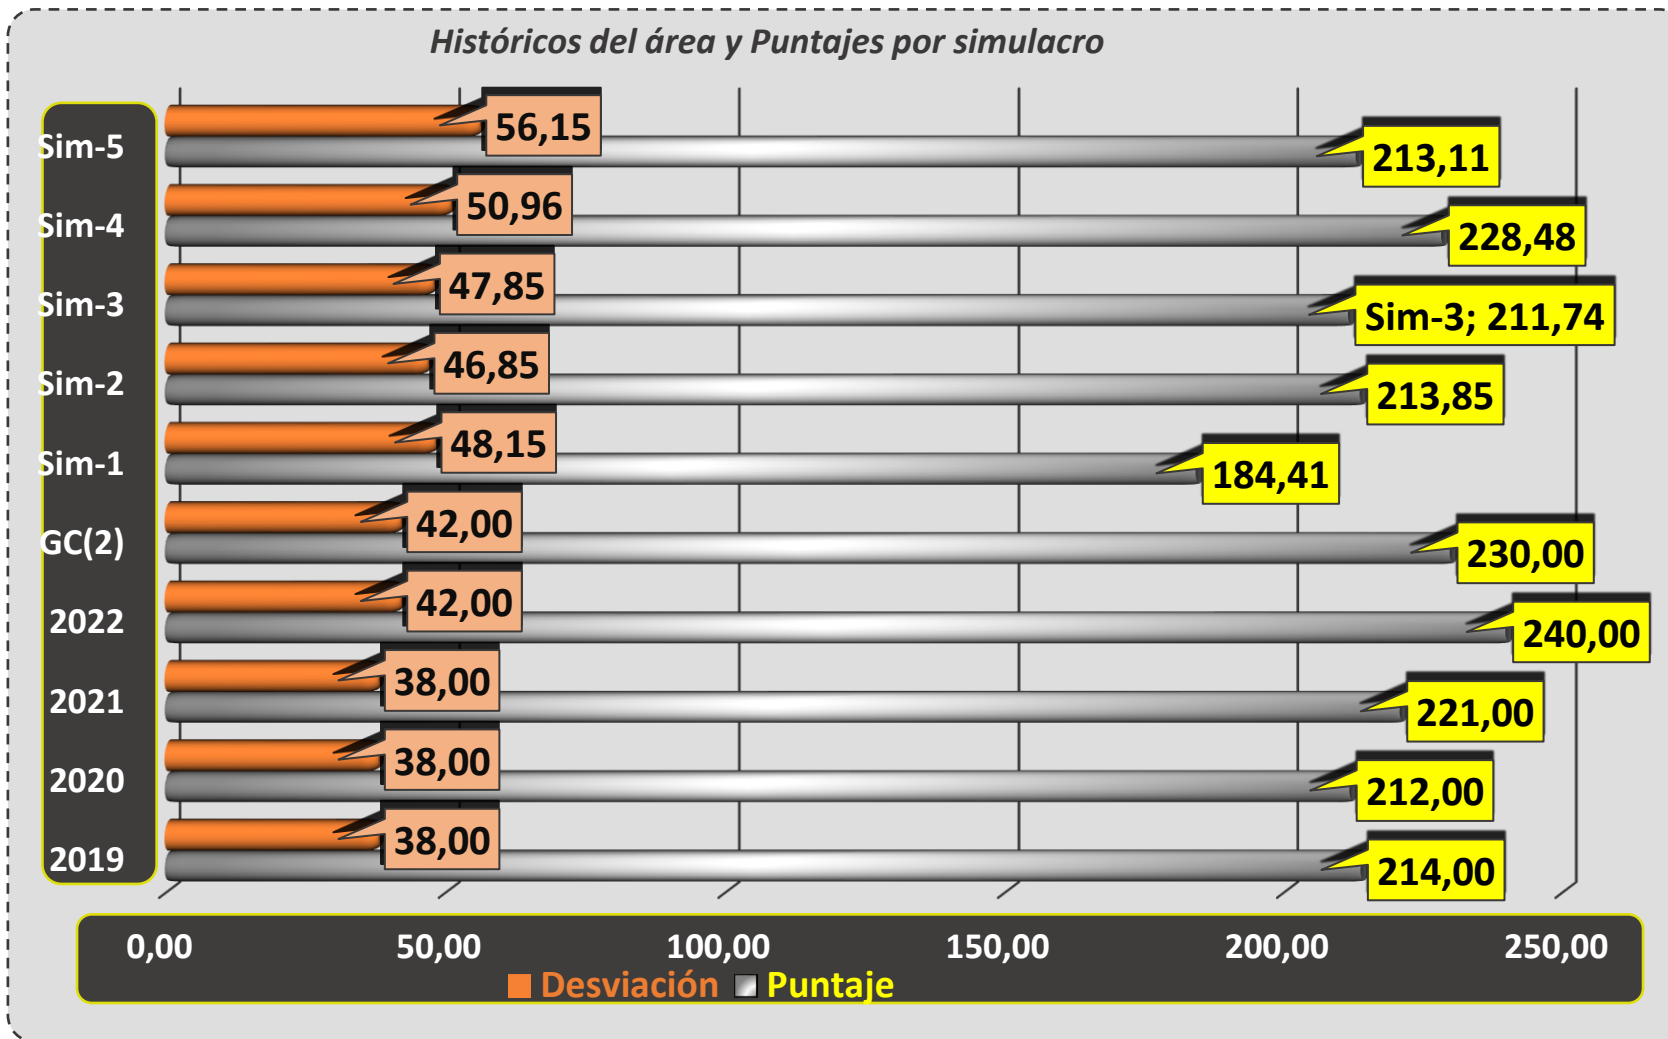 Históricos del área y Puntajes por simulacro
Sim-5
56,15
213,11
Sim-4
50,96
228,48
Sim-3
47,85
Sim-3; 211,74
Sim-2
46,85
213,85
Sim-1
48,15
184,41
GC(2)
42,00
230,00
2022
42,00
240,00
2021
38,00
221,00
2020
38,00
212,00
2019
38,00
214,00
0,00 50,00 100,00 150,00 200,00 250,00
Desviación Puntaje